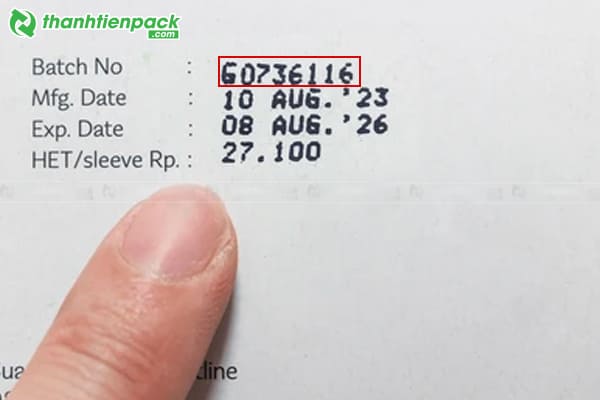 thanhtienpack
.com
Batch No : G0736116
Mfg. Date : 10 AUG.'23
Exp. Date : 08 AUG.'26
HET/sleeve Rp. : 27.100